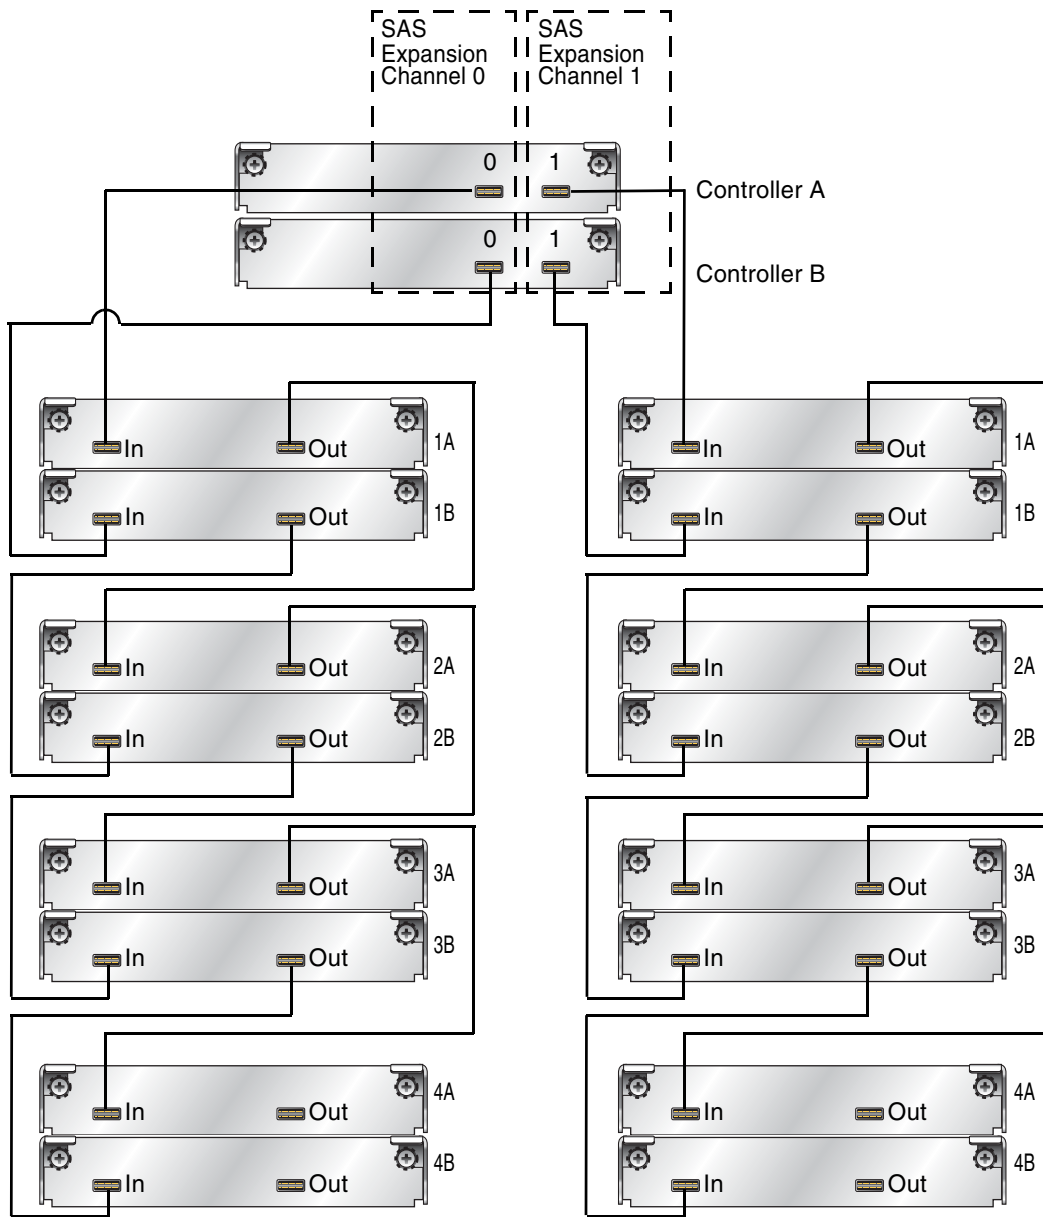 SAS
Expansion
Channel 0
SAS
Expansion
Channel 1
0 1
Controller A
0 1
Controller B
In Out 1A
In Out 1A
In Out 1B
In Out 1B
In Out 2A
In Out 2A
In Out 2B
In Out 2B
In Out 3A
In Out 3A
In Out 3B
In Out 3B
In Out 4A
In Out 4A
In Out 4B
In Out 4B